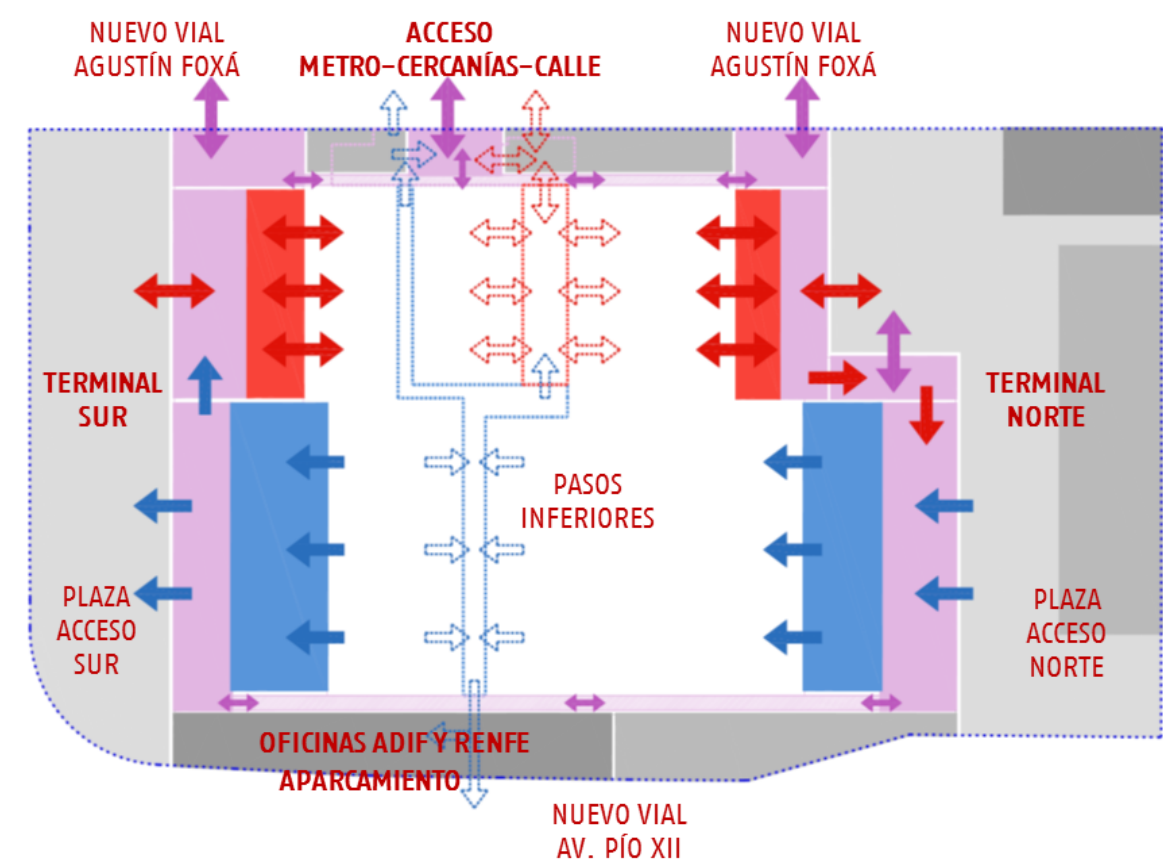 NUEVO VIAL
AGUSTÍN FOXÁ
ACCESO
METRO-CERCANÍAS-CALLE
NUEVO VIAL
AGUSTÍN FOXÁ
TERMINAL
SUR
TERMINAL
NORTE
PASOS
INFERIORES
PLAZA
ACCESO
SUR
PLAZA
ACCESO
NORTE
OFICINAS ADIF Y RENFE
APARCAMIENTO
NUEVO VIAL
AV. PÍO XII